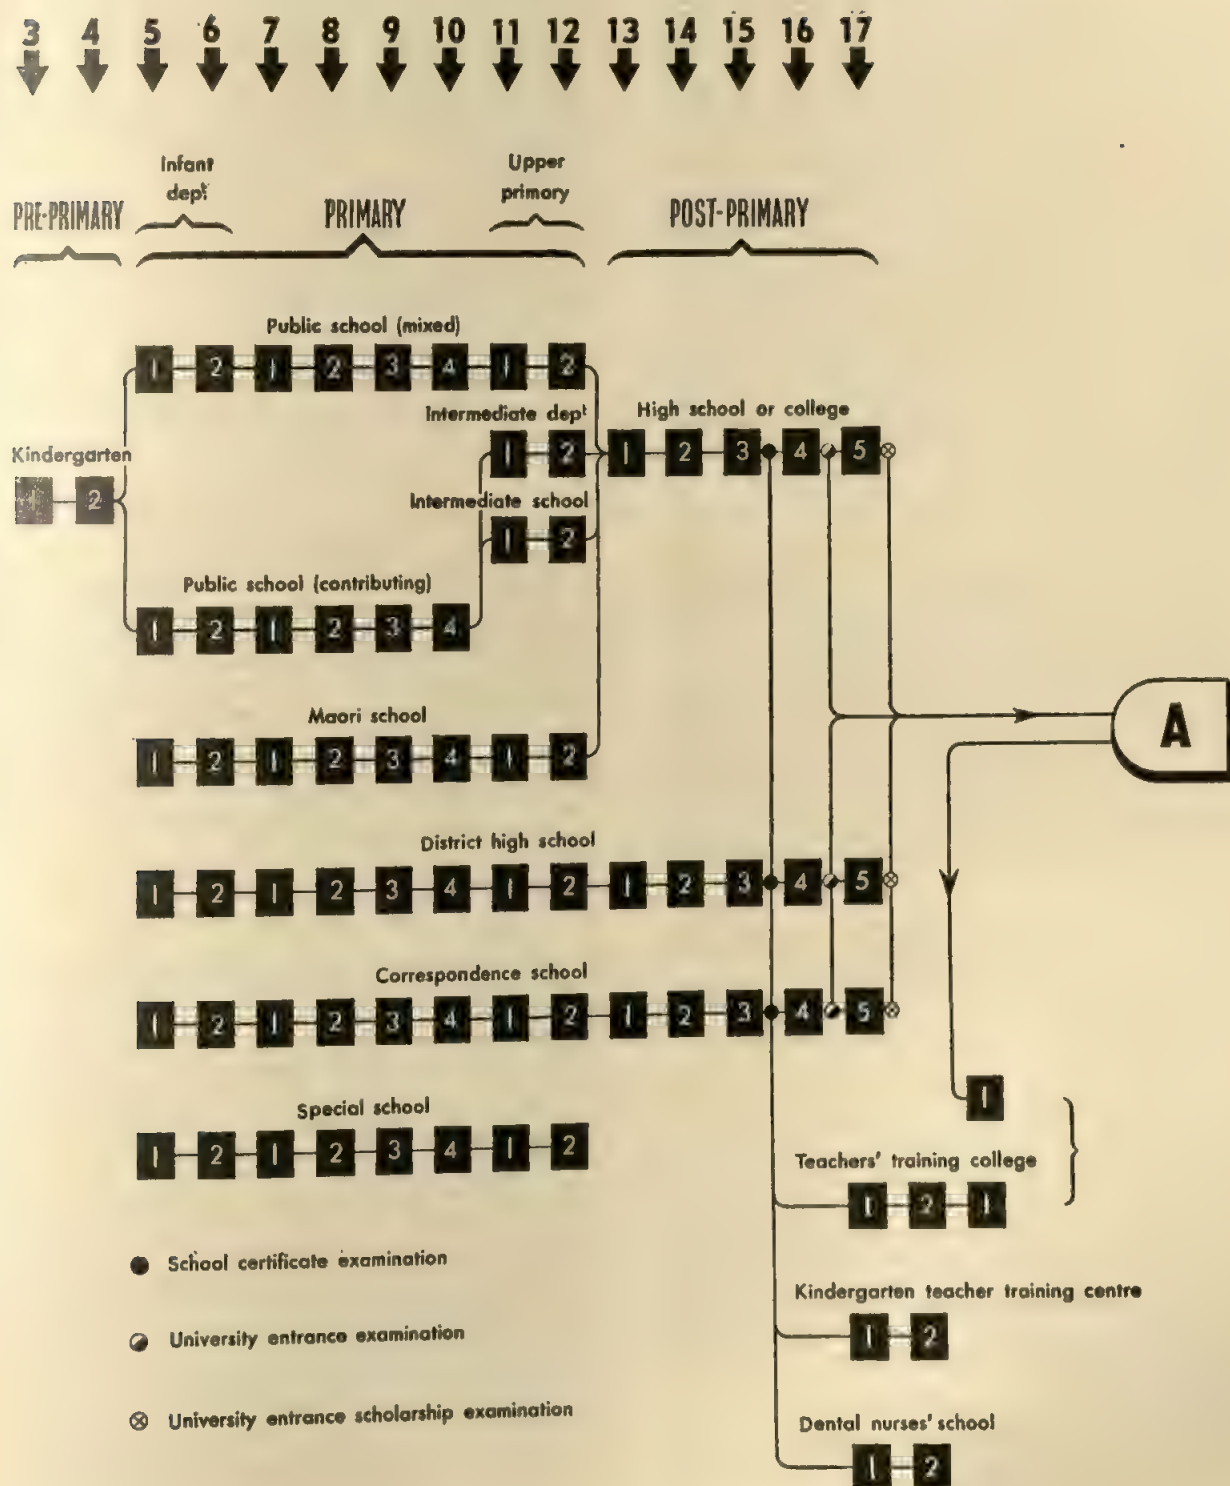 3 4 5 6 7 8 9 10 11 12 13 14 15 16 17
Infant
dept
Upper
primary
PRE-PRIMARY PRIMARY POST-PRIMARY
Public school (mixed)
1 2 1 2 3 4 1 2
Intermediate dept
1 2
High school or college
1 2 3 4 5
Kindergarten
1 2
Intermediate school
1 2
Public school (contributing)
1 2 1 2 3 4
Maori school
1 2 1 2 3 4 1 2
A
District high school
1 2 1 2 3 4 1 2 1 2 3 4 5
Correspondence school
1 2 1 2 3 4 1 2 1 2 3 4 5
1
Special school
1 2 1 2 3 4 1 2
Teachers' training college
1 2 1
School certificate examination
Kindergarten teacher training centre
1 2
University entrance examination
University entrance scholarship examination
Dental nurses' school
1 2